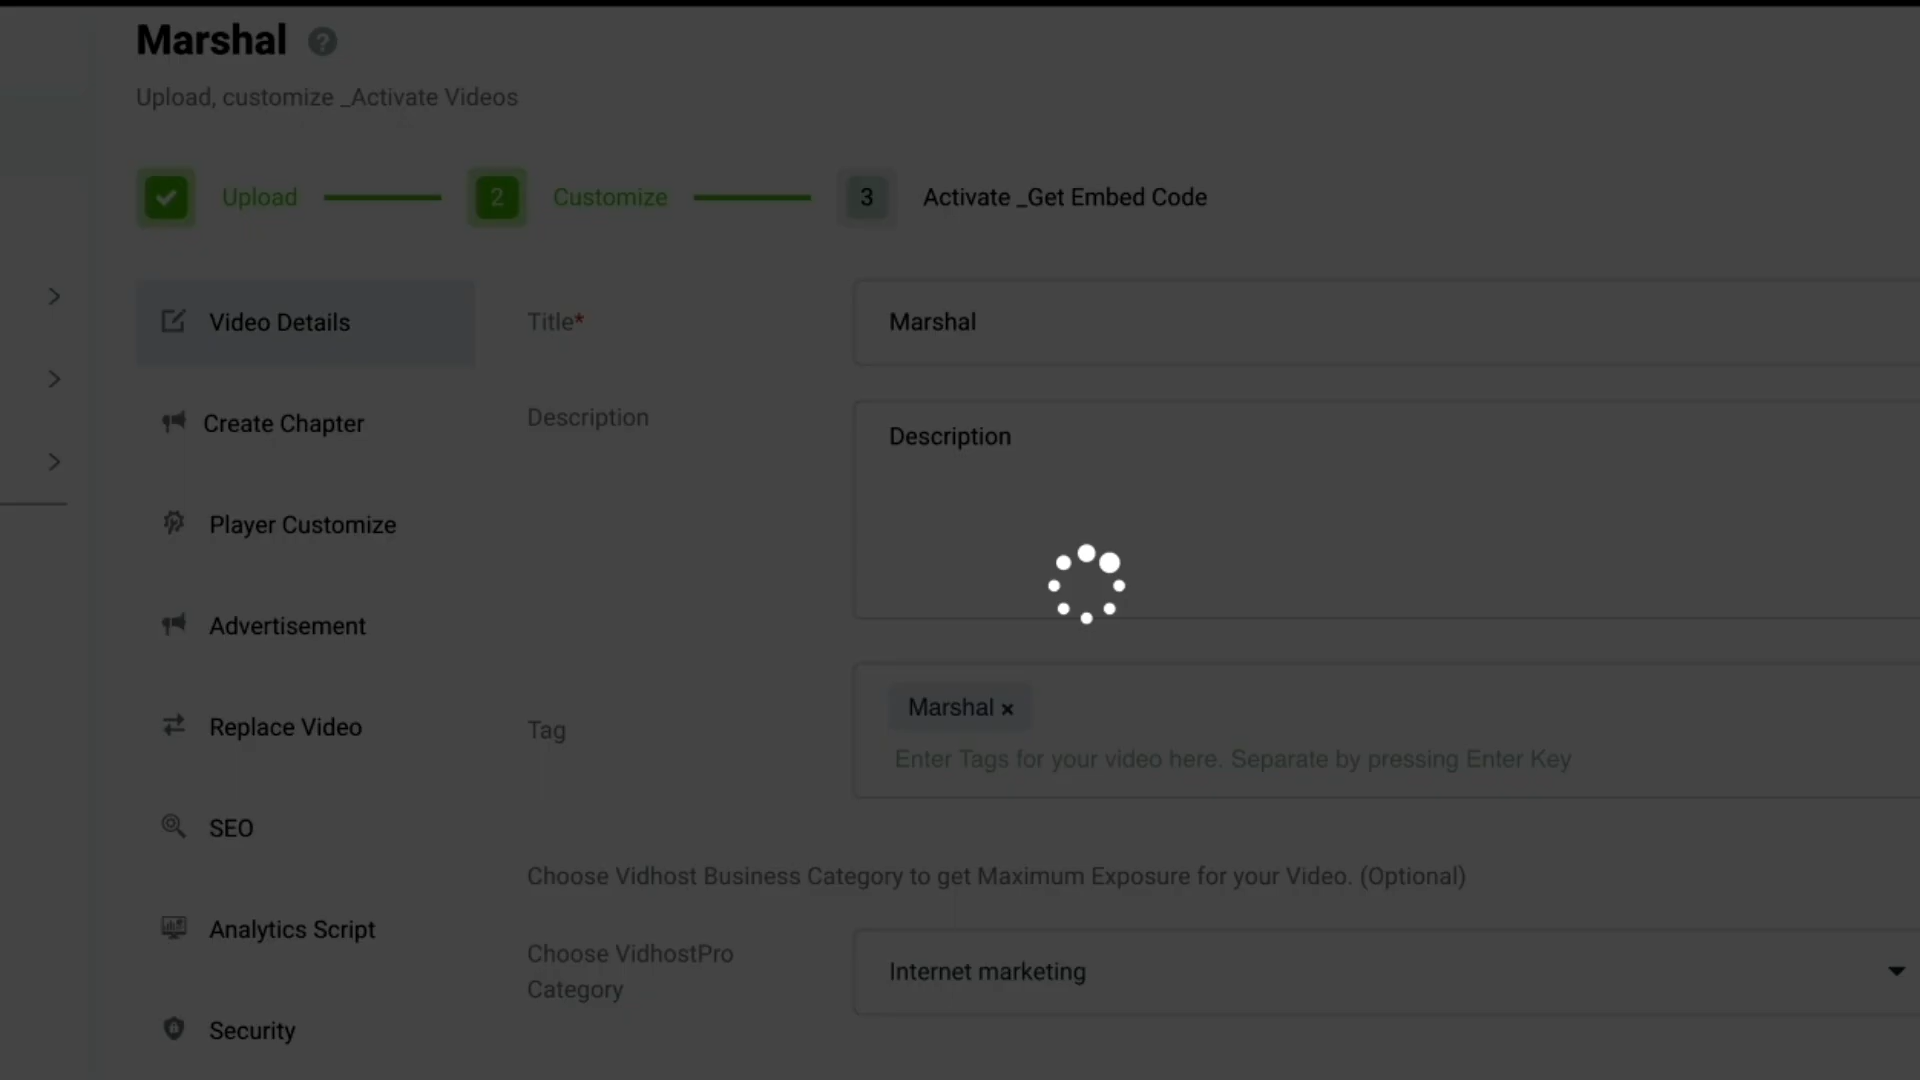 Marshal ?
Upload, customize _Activate Videos
Upload
2 Customize
3 Activate _Get Embed Code
Video Details
Create Chapter
Player Customize
Advertisement
Replace Video
SEO
Analytics Script
Security
Title*
Marshal
Description
Description
Tag
Marshal ×
Enter Tags for your video here. Separate by pressing Enter Key
Choose Vidhost Business Category to get Maximum Exposure for your Video. (Optional)
Choose VidhostPro
Category
Internet marketing